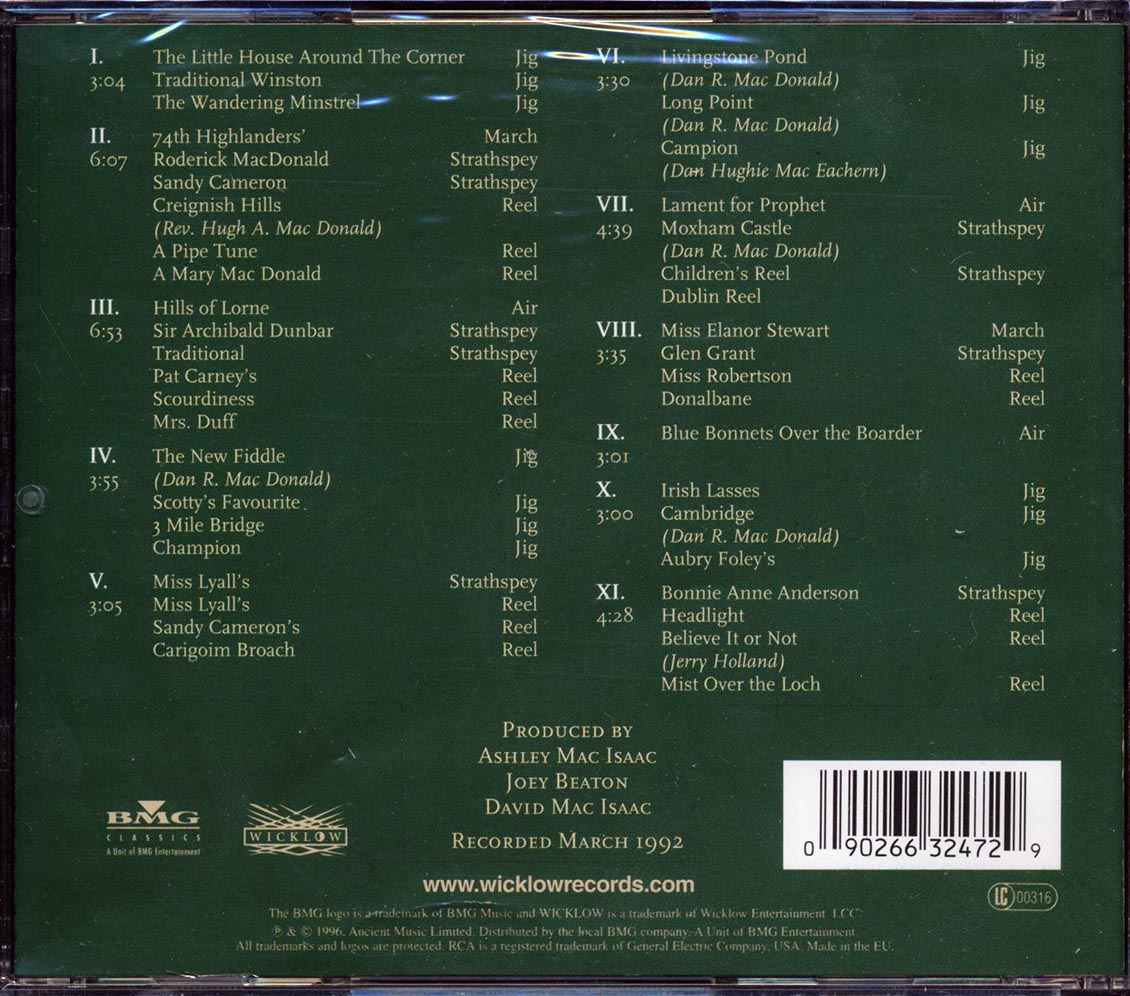 I. The Little House Around The Corner Jig
3:04 Traditional Winston Jig
The Wandering Minstrel Jig
II. 74th Highlanders' March
6:07 Roderick MacDonald Strathspey
Sandy Cameron Strathspey
Creignish Hills Reel
(Rev. Hugh A. Mac Donald)
A Pipe Tune Reel
A Mary Mac Donald Reel
III. Hills of Lorne Air
6:53 Sir Archibald Dunbar Strathspey
Traditional Strathspey
Pat Carney's Reel
Scourdiness Reel
Mrs. Duff Reel
IV. The New Fiddle Jig
3:55 (Dan R. Mac Donald)
Scotty's Favourite Jig
3 Mile Bridge Jig
Champion Jig
V. Miss Lyall's Strathspey
3:05 Miss Lyall's Reel
Sandy Cameron's Reel
Carigoim Broach Reel
VI. Livingstone Pond Jig
3:30 (Dan R. Mac Donald)
Long Point Jig
(Dan R. Mac Donald)
Campion Jig
(Dan Hughie Mac Eachern)
VII. Lament for Prophet Air
4:39 Moxham Castle Strathspey
(Dan R. Mac Donald)
Children's Reel Strathspey
Dublin Reel
VIII. Miss Elanor Stewart March
3:35 Glen Grant Strathspey
Miss Robertson Reel
Donalbane Reel
IX. Blue Bonnets Over the Boarder Air
3:01
X. Irish Lasses Jig
3:00 Cambridge Jig
(Dan R. Mac Donald)
Aubry Foley's Jig
XI. Bonnie Anne Anderson Strathspey
4:28 Headlight Reel
Believe It or Not Reel
(Jerry Holland)
Mist Over the Loch Reel
Produced by
Ashley Mac Isaac
Joey Beaton
David Mac Isaac
Recorded March 1992
BMG
CLASSICS
A Unit of BMG Entertainment
WICKLOW
0 90266 32472 9
www.wicklowrecords.com
LC 00316
The BMG logo is a trademark of BMG Music and WICKLOW is a trademark of Wicklow Entertainment LCC.
℗ & © 1996, Ancient Music Limited. Distributed by the local BMG company. A Unit of BMG Entertainment.
All trademarks and logos are protected. RCA is a registered trademark of General Electric Company, USA. Made in the EU.